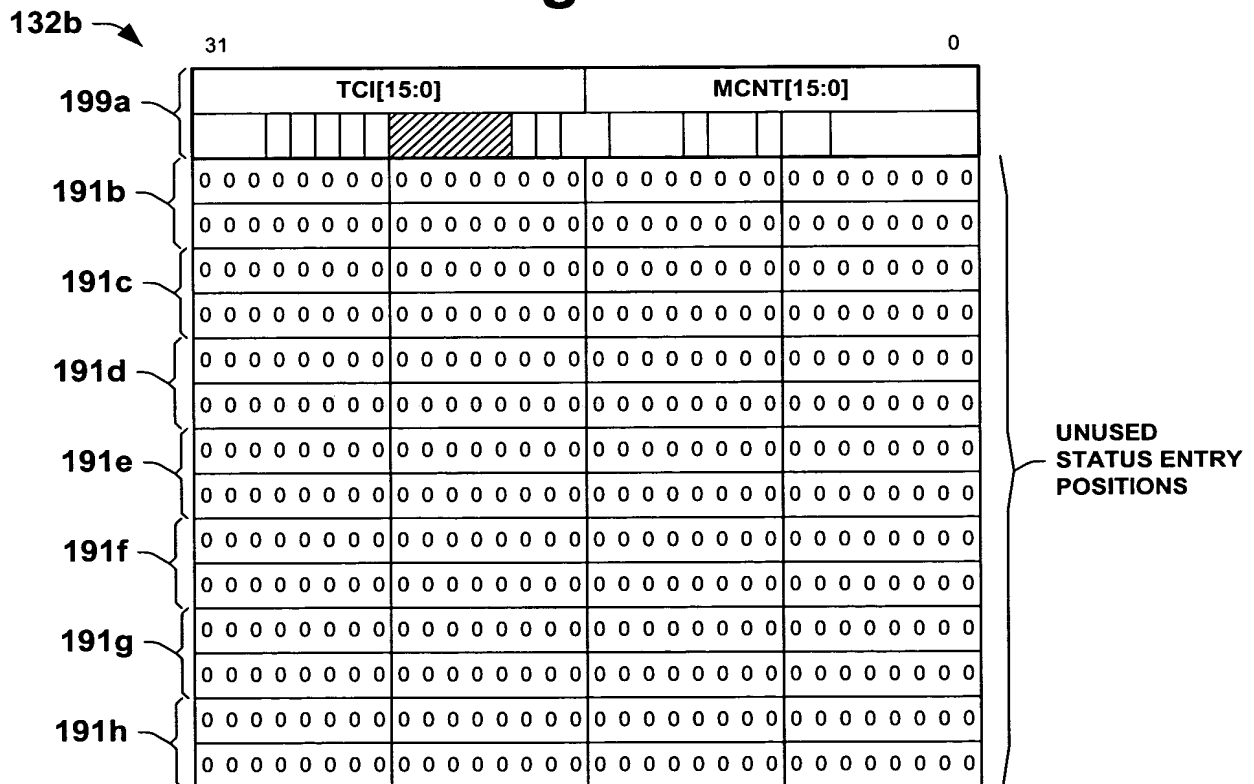 g
132b
31 0
199a TCI[15:0] MCNT[15:0]
191b 0 0 0 0 0 0 0 0 0 0 0 0 0 0 0 0 0 0 0 0 0 0 0 0 0 0 0 0 0 0 0 0
0 0 0 0 0 0 0 0 0 0 0 0 0 0 0 0 0 0 0 0 0 0 0 0 0 0 0 0 0 0 0 0
191c 0 0 0 0 0 0 0 0 0 0 0 0 0 0 0 0 0 0 0 0 0 0 0 0 0 0 0 0 0 0 0 0
0 0 0 0 0 0 0 0 0 0 0 0 0 0 0 0 0 0 0 0 0 0 0 0 0 0 0 0 0 0 0 0
191d 0 0 0 0 0 0 0 0 0 0 0 0 0 0 0 0 0 0 0 0 0 0 0 0 0 0 0 0 0 0 0 0
0 0 0 0 0 0 0 0 0 0 0 0 0 0 0 0 0 0 0 0 0 0 0 0 0 0 0 0 0 0 0 0
191e 0 0 0 0 0 0 0 0 0 0 0 0 0 0 0 0 0 0 0 0 0 0 0 0 0 0 0 0 0 0 0 0
0 0 0 0 0 0 0 0 0 0 0 0 0 0 0 0 0 0 0 0 0 0 0 0 0 0 0 0 0 0 0 0
191f 0 0 0 0 0 0 0 0 0 0 0 0 0 0 0 0 0 0 0 0 0 0 0 0 0 0 0 0 0 0 0 0
0 0 0 0 0 0 0 0 0 0 0 0 0 0 0 0 0 0 0 0 0 0 0 0 0 0 0 0 0 0 0 0
191g 0 0 0 0 0 0 0 0 0 0 0 0 0 0 0 0 0 0 0 0 0 0 0 0 0 0 0 0 0 0 0 0
0 0 0 0 0 0 0 0 0 0 0 0 0 0 0 0 0 0 0 0 0 0 0 0 0 0 0 0 0 0 0 0
191h 0 0 0 0 0 0 0 0 0 0 0 0 0 0 0 0 0 0 0 0 0 0 0 0 0 0 0 0 0 0 0 0
0 0 0 0 0 0 0 0 0 0 0 0 0 0 0 0 0 0 0 0 0 0 0 0 0 0 0 0 0 0 0 0
UNUSED
STATUS ENTRY
POSITIONS